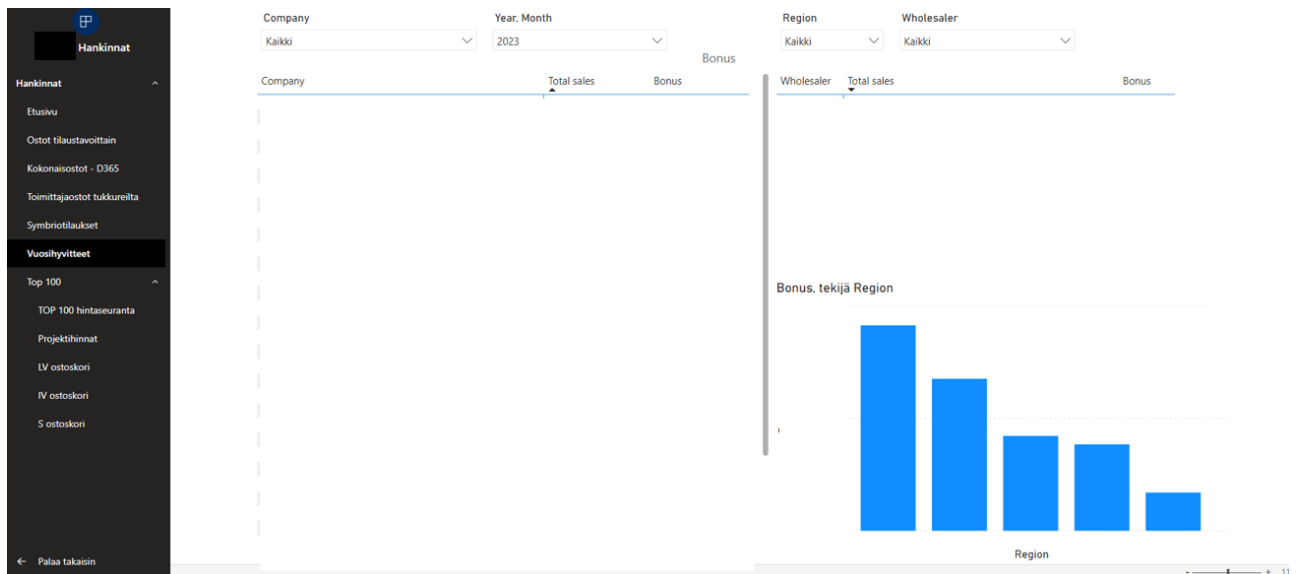 Hankinnat
Hankinnat
Etusivu
Ostot tilaustavoittain
Kokonaisostot - D365
Toimittajaostot tukkureilta
Symbriotilaukset
Vuosihyvitteet
Top 100
TOP 100 hintaseuranta
Projektihinnat
LV ostoskori
IV ostoskori
S ostoskori
Palaa takaisin
Company
Kaikki
Year, Month
2023
Region
Kaikki
Wholesaler
Kaikki
Bonus
Company Total sales Bonus
Wholesaler Total sales Bonus
Bonus, tekijä Region
Region
- + 11